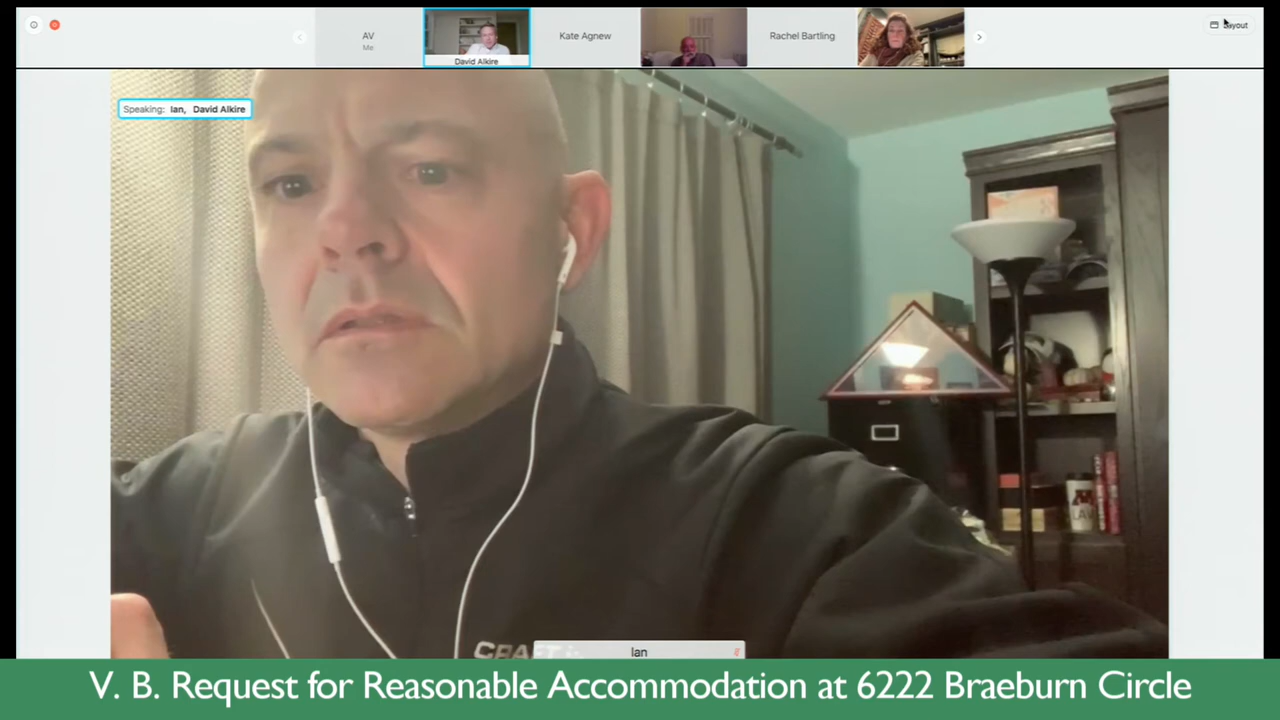 AV
Me
David Alkire
Kate Agnew
Rachel Bartling
Layout
Speaking: Ian, David Alkire
CRAFT
Ian
V. B. Request for Reasonable Accommodation at 6222 Braeburn Circle